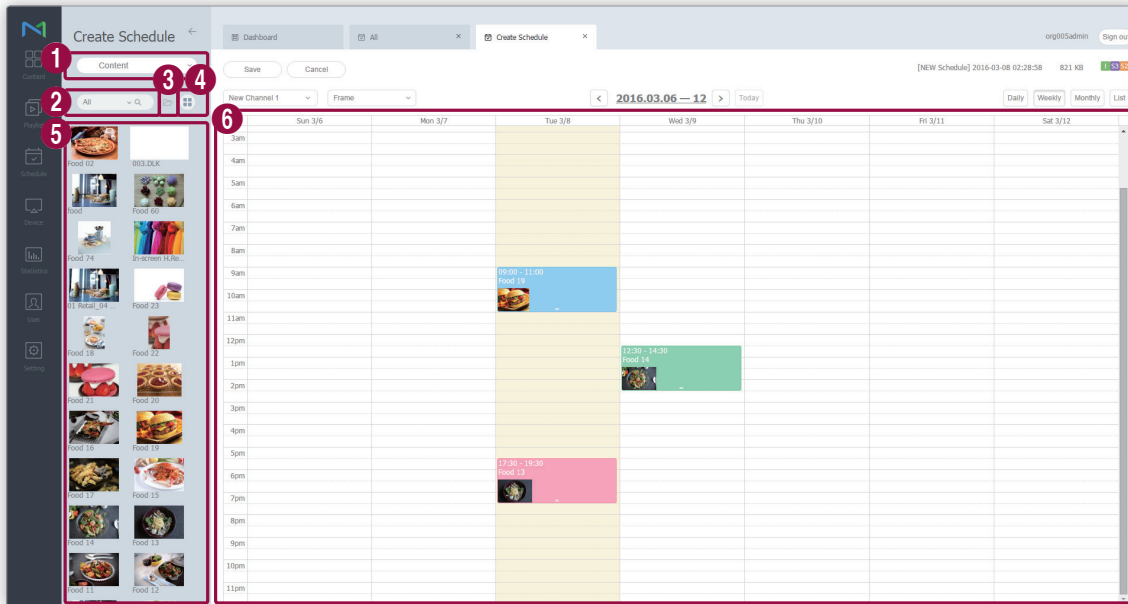 Create Schedule ←
Dashboard
All ×
Create Schedule ×
org005admin
Sign out
1
Content
Content
Save
Cancel
[NEW Schedule] 2016-03-08 02:28:58 821 KB I S3 S2
3
4
2
All
New Channel 1
Frame
< 2016.03.06 — 12 >
Today
Daily
Weekly
Monthly
List
Playlist
5
6
Sun 3/6 Mon 3/7 Tue 3/8 Wed 3/9 Thu 3/10 Fri 3/11 Sat 3/12
Food 02 003.DLK
food Food 60
Food 74 In-screen H.Re...
01 Retail_04 ... Food 23
Food 18 Food 22
Food 21 Food 20
Food 16 Food 19
Food 17 Food 15
Food 14 Food 13
Food 11 Food 12
Schedule
Device
Statistics
User
Setting
3am
4am
5am
6am
7am
8am
9am
10am
11am
12pm
1pm
2pm
3pm
4pm
5pm
6pm
7pm
8pm
9pm
10pm
11pm
09:00 - 11:00
Food 19
12:30 - 14:30
Food 14
17:30 - 19:30
Food 13